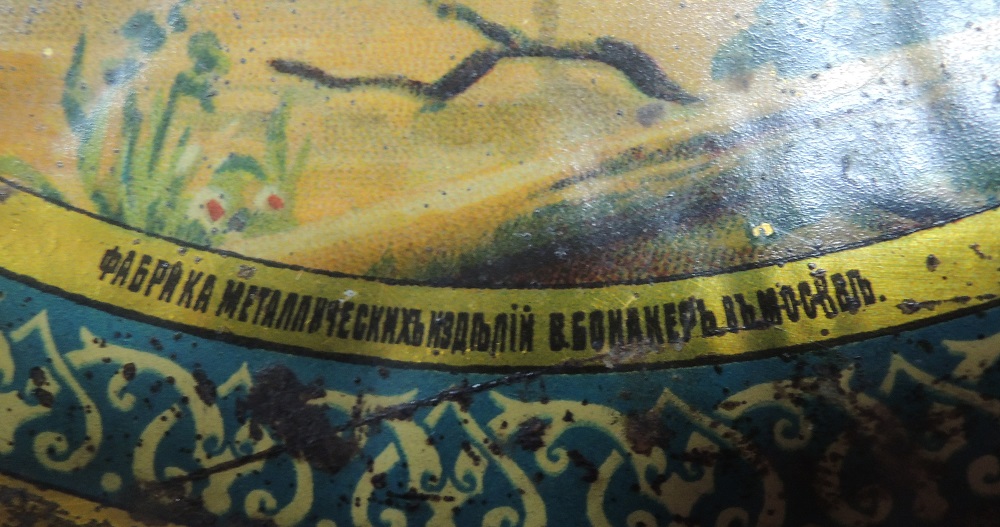 ФАБРИКА МЕТАЛЛИЧЕСКИХЪ ИЗДѢЛІЙ В.БОНАКЕРЪ ВЪ МОСКВѢ.